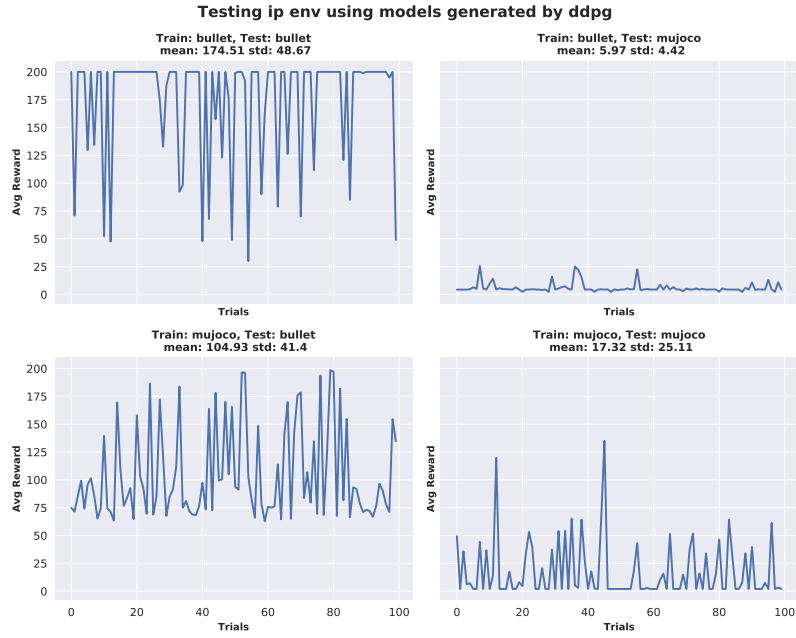 Testing ip env using models generated by ddpg
Train: bullet, Test: bullet
mean: 174.51 std: 48.67
200
175
150
125
100
75
50
25
0
Avg Reward
Trials
Train: bullet, Test: mujoco
mean: 5.97 std: 4.42
Avg Reward
Trials
Train: mujoco, Test: bullet
mean: 104.93 std: 41.4
200
175
150
125
100
75
50
25
0
Avg Reward
0 20 40 60 80 100
Trials
Train: mujoco, Test: mujoco
mean: 17.32 std: 25.11
Avg Reward
0 20 40 60 80 100
Trials